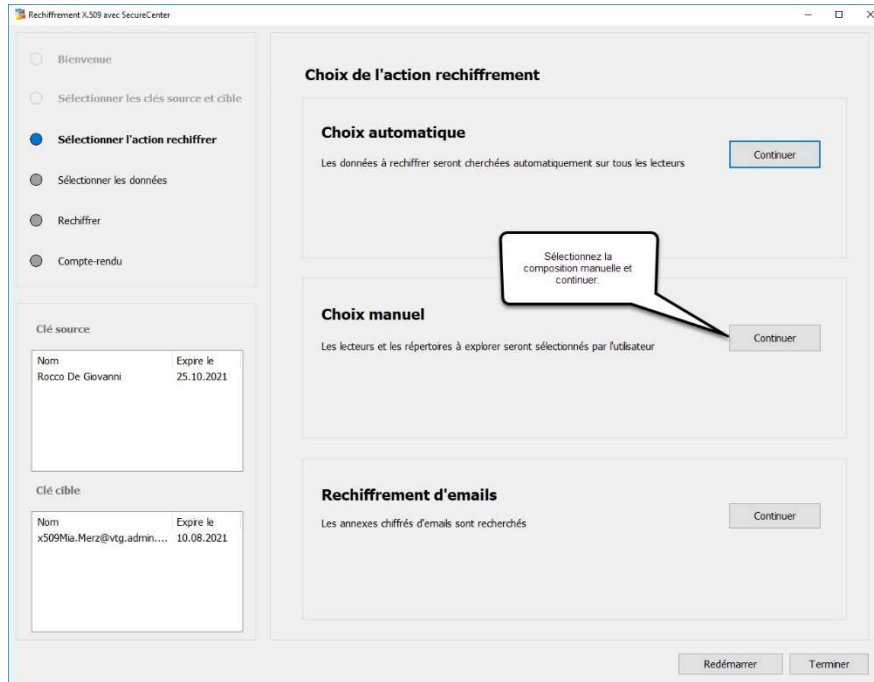 Rechiffrement X.509 avec SecureCenter
Bienvenue
Sélectionner les clés source et cible
Sélectionner l'action rechiffrer
Sélectionner les données
Rechiffrer
Compte-rendu
Clé source
Nom Expire le
Rocco De Giovanni 25.10.2021
Clé cible
Nom Expire le
x509Mia.Merz@vtg.admin.... 10.08.2021
Choix de l'action rechiffrement
Choix automatique
Les données à rechiffrer seront cherchées automatiquement sur tous les lecteurs
Continuer
Sélectionnez la
composition manuelle et
continuer.
Choix manuel
Les lecteurs et les répertoires à explorer seront sélectionnés par l'utilisateur
Continuer
Rechiffrement d'emails
Les annexes chiffrés d'emails sont recherchés
Continuer
Redémarrer Terminer